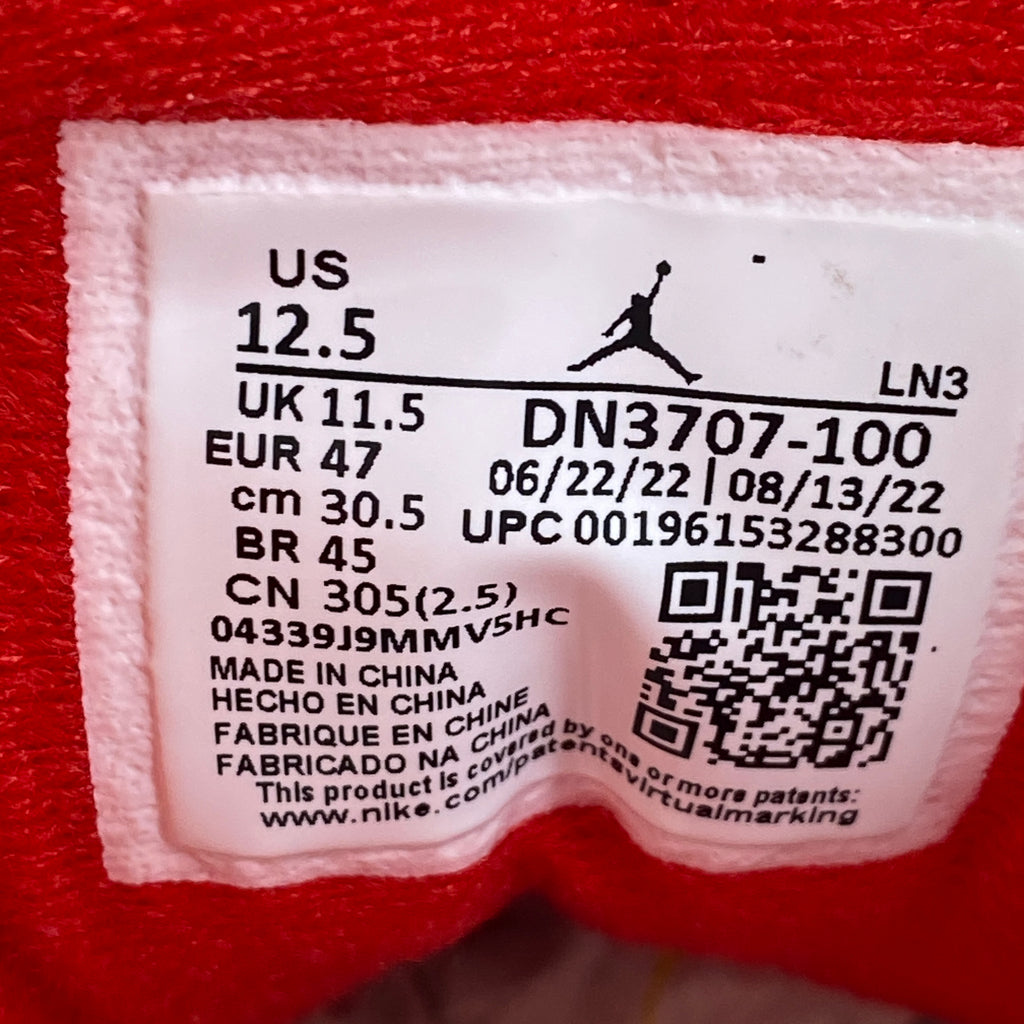 US
12.5
LN3
UK 11.5
DN3707-100
EUR 47
06/22/22 | 08/13/22
cm 30.5
UPC 00196153288300
BR 45
CN 305(2.5)
04339J9MMV5HC
MADE IN CHINA
HECHO EN CHINA
FABRIQUE EN CHINE
FABRICADO NA CHINA
This product is covered by one or more patents:
www.nike.com/patentsvirtualmarking